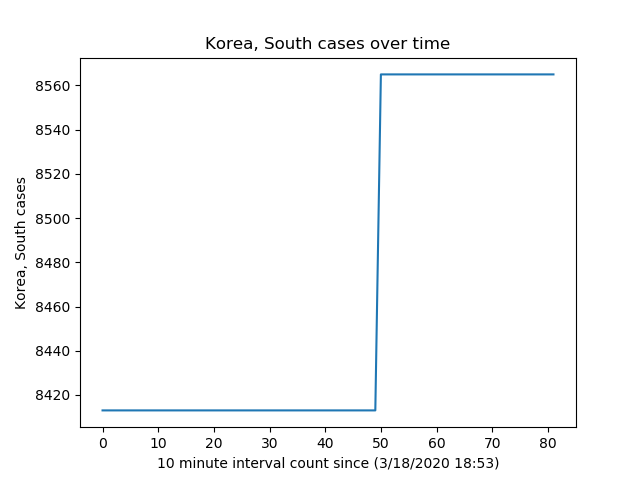 Korea, South cases over time
8560
8540
8520
8500
8480
8460
8440
8420
Korea, South cases
0 10 20 30 40 50 60 70 80
10 minute interval count since (3/18/2020 18:53)